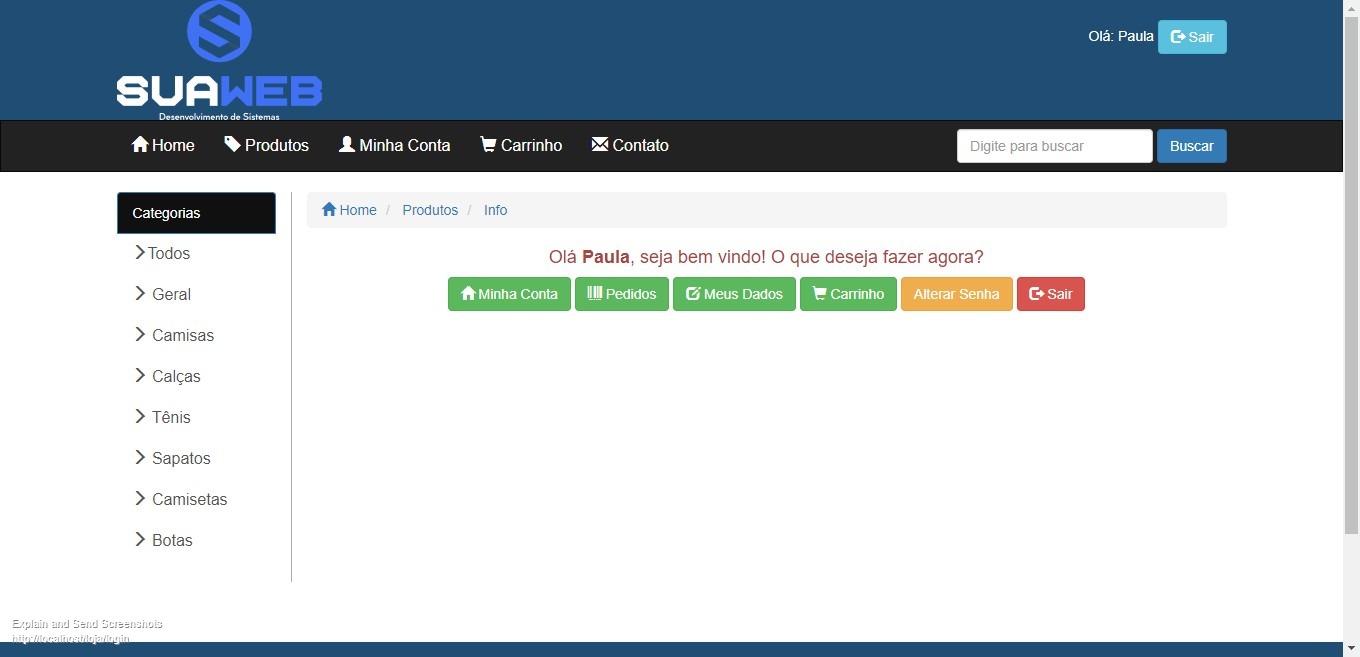 SUAWEB
Desenvolvimento de Sistemas
Olá: Paula Sair
Home Produtos Minha Conta Carrinho Contato Digite para buscar Buscar
Categorias
Todos
Geral
Camisas
Calças
Tênis
Sapatos
Camisetas
Botas
Home / Produtos / Info
Olá Paula, seja bem vindo! O que deseja fazer agora?
Minha Conta Pedidos Meus Dados Carrinho Alterar Senha Sair
Explain and Send Screenshots
http://localhost/loja/login